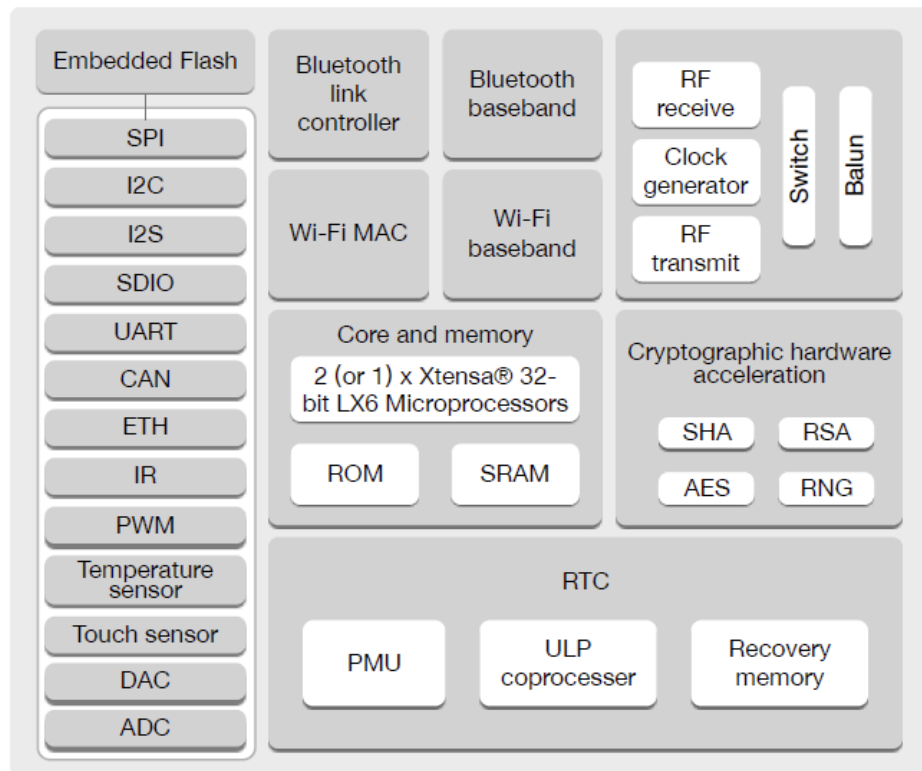 Embedded Flash
SPI
I2C
I2S
SDIO
UART
CAN
ETH
IR
PWM
Temperature
sensor
Touch sensor
DAC
ADC
Bluetooth
link
controller
Bluetooth
baseband
Wi-Fi MAC
Wi-Fi
baseband
RF
receive
Clock
generator
RF
transmit
Switch
Balun
Core and memory
2 (or 1) x Xtensa® 32-
bit LX6 Microprocessors
ROM
SRAM
Cryptographic hardware
acceleration
SHA
RSA
AES
RNG
RTC
PMU
ULP
coprocesser
Recovery
memory